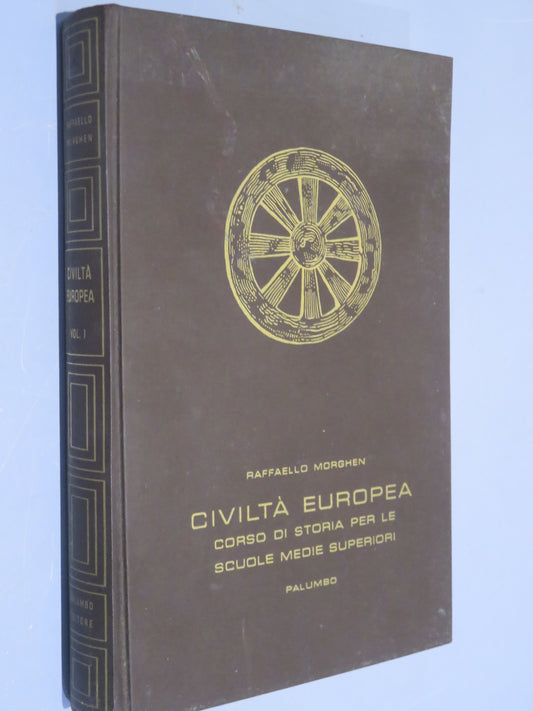 RAFFAELLO
MORGHEN
CIVILTÀ
EUROPEA
VOL. I
PALUMBO
EDITORE
RAFFAELLO MORGHEN
CIVILTÀ EUROPEA
CORSO DI STORIA PER LE
SCUOLE MEDIE SUPERIORI
PALUMBO